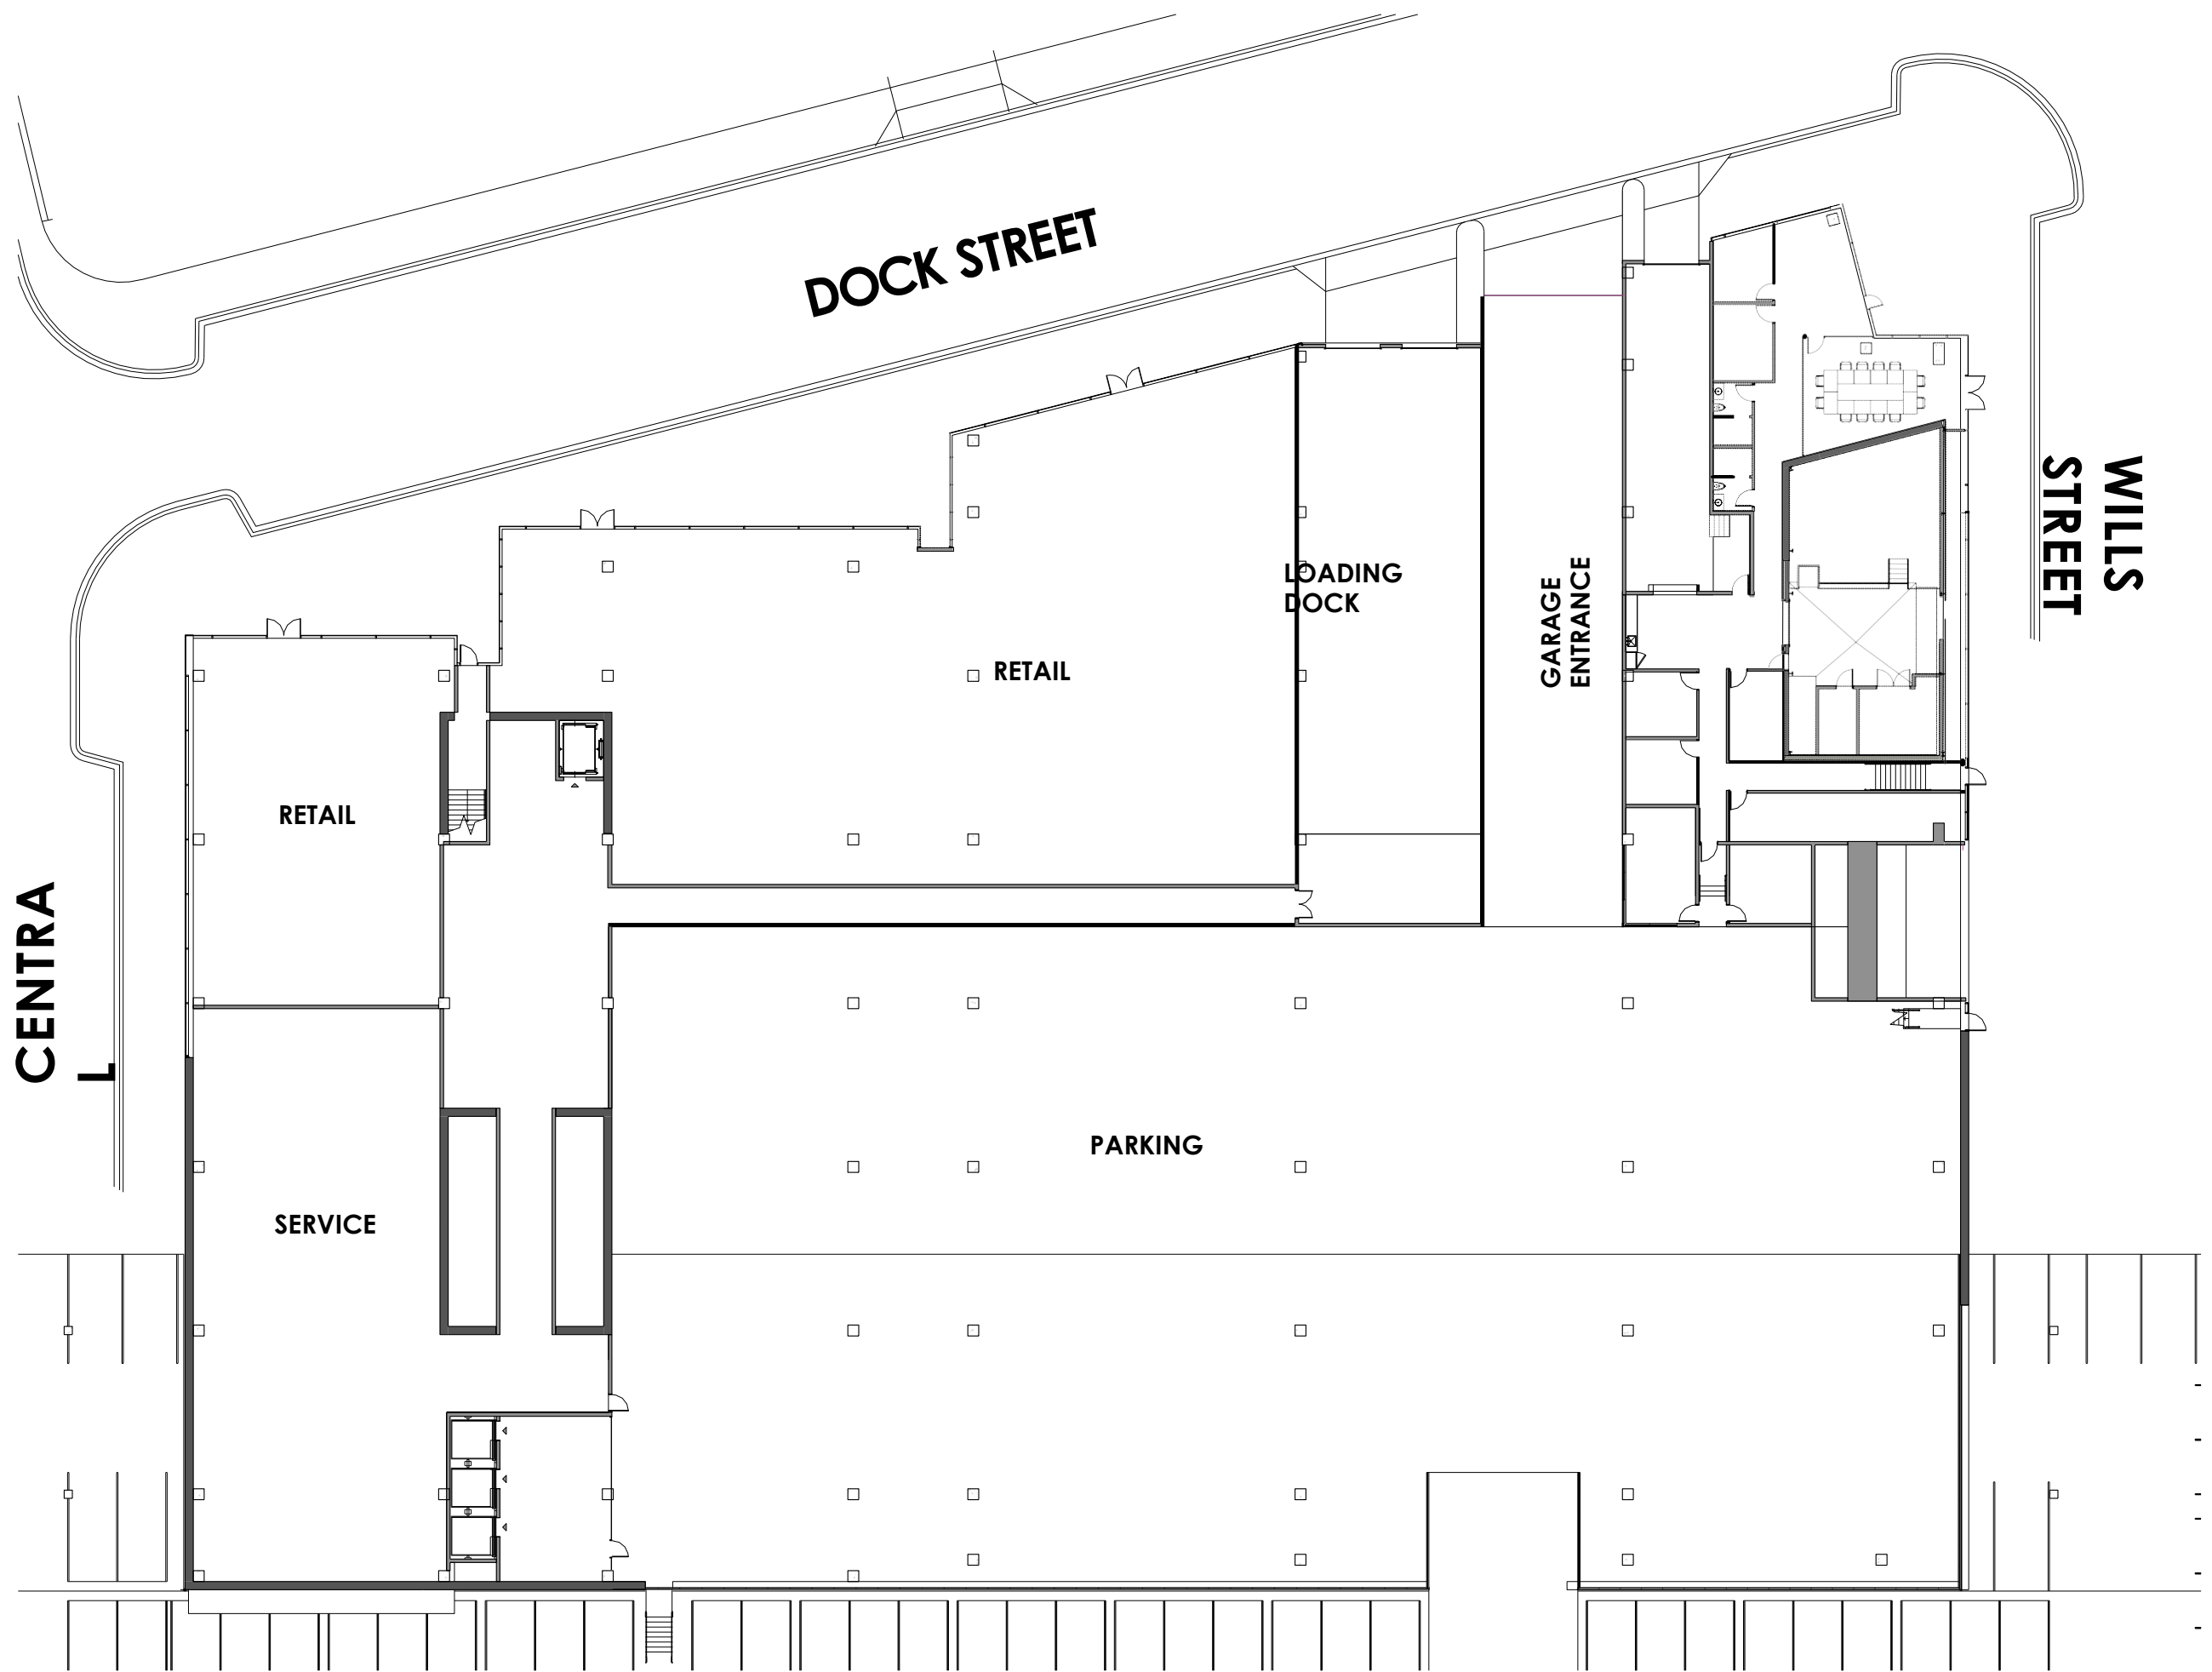 DOCK STREET
WILLS
STREET
LOADING
DOCK
GARAGE
ENTRANCE
RETAIL
RETAIL
CENTRA
L
PARKING
SERVICE